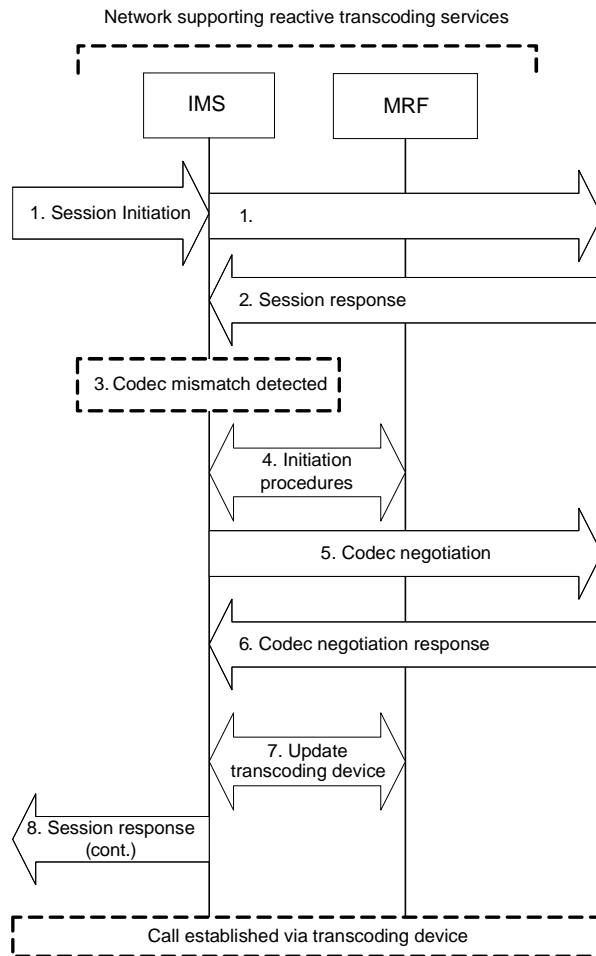 Network supporting reactive transcoding services
IMS
MRF
1. Session Initiation
1.
2. Session response
3. Codec mismatch detected
4. Initiation
procedures
5. Codec negotiation
6. Codec negotiation response
7. Update
transcoding device
8. Session response
(cont.)
Call established via transcoding device